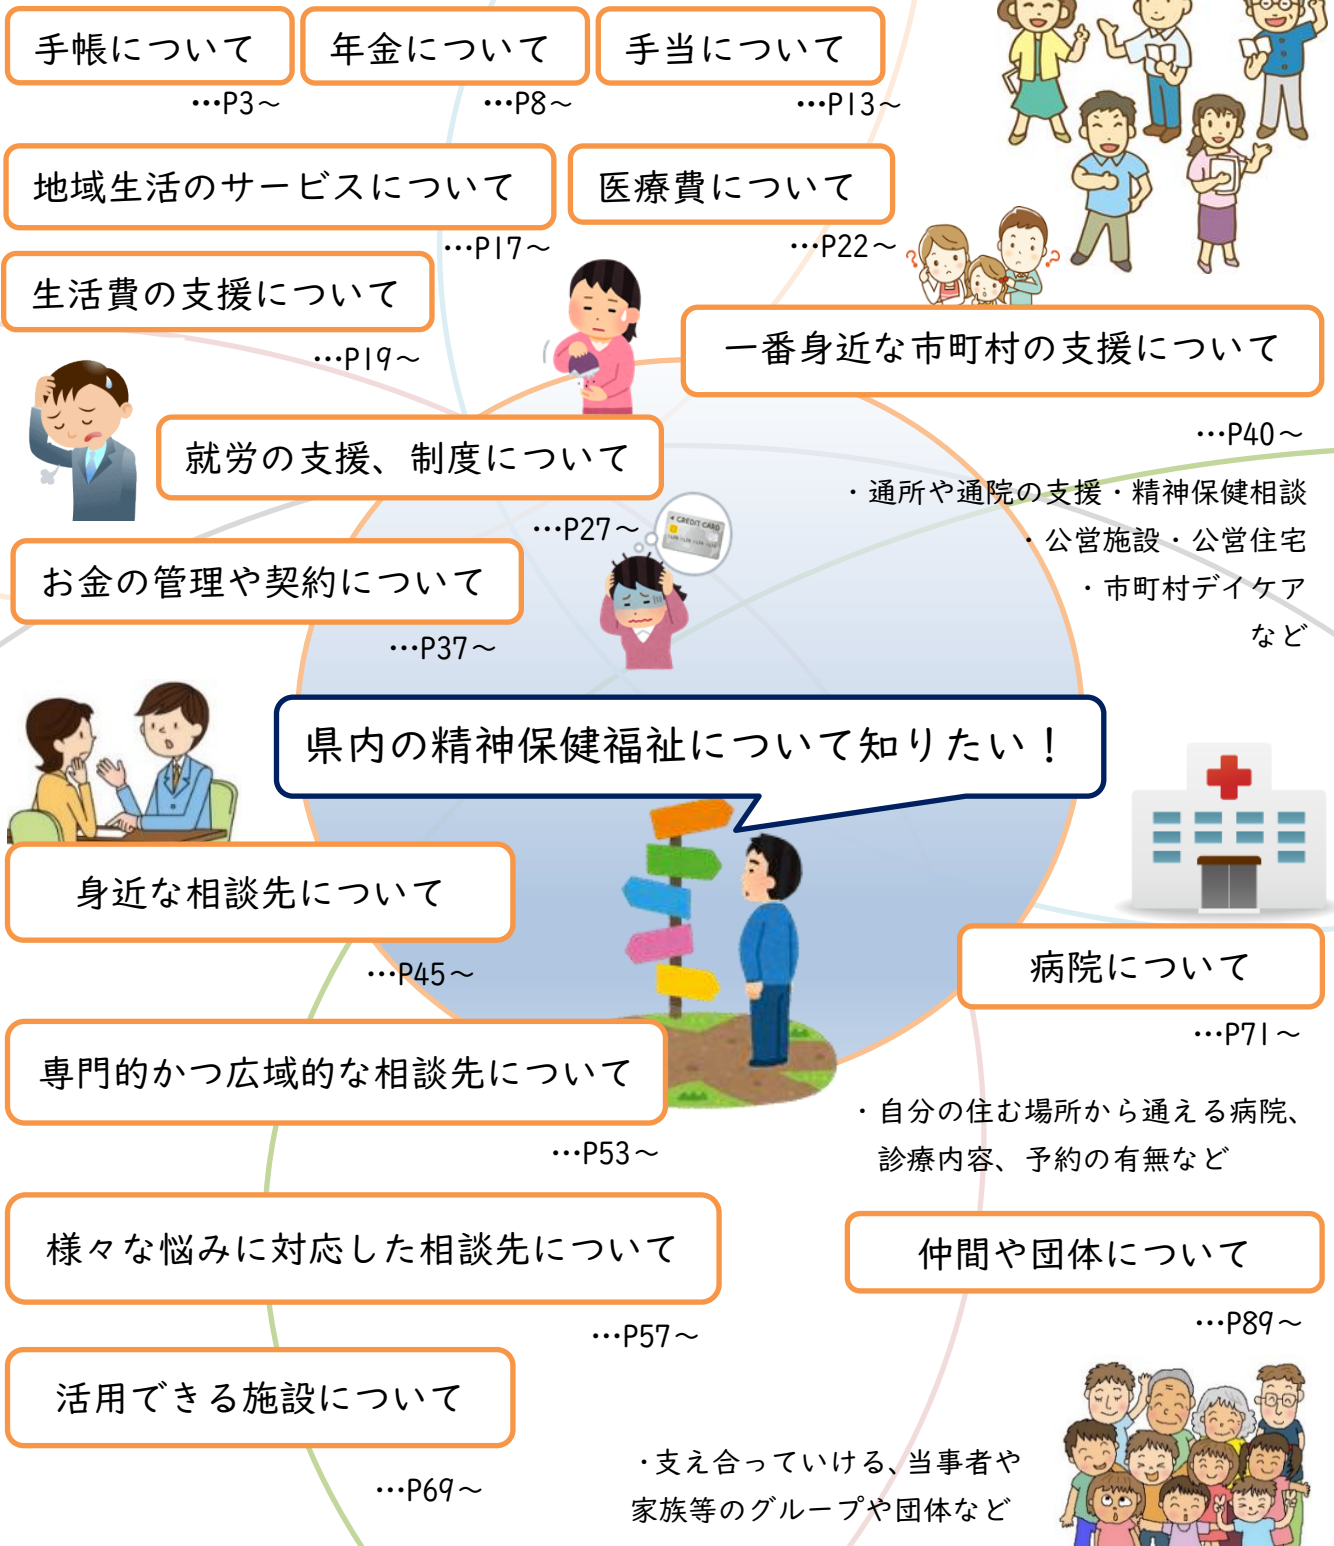 手帳について
年金について
手当について
…P3～
…P8～
…P13～
地域生活のサービスについて
医療費について
…P17～
…P22～
生活費の支援について
…P19～
一番身近な市町村の支援について
…P40～
・通所や通院の支援・精神保健相談
・公営施設・公営住宅
・市町村デイケア
など
就労の支援、制度について
…P27～
CREDIT CARD
お金の管理や契約について
…P37～
県内の精神保健福祉について知りたい！
身近な相談先について
…P45～
病院について
…P71～
・自分の住む場所から通える病院、
診療内容、予約の有無など
専門的かつ広域的な相談先について
…P53～
様々な悩みに対応した相談先について
…P57～
仲間や団体について
…P89～
・支え合っていける、当事者や
家族等のグループや団体など
活用できる施設について
…P69～